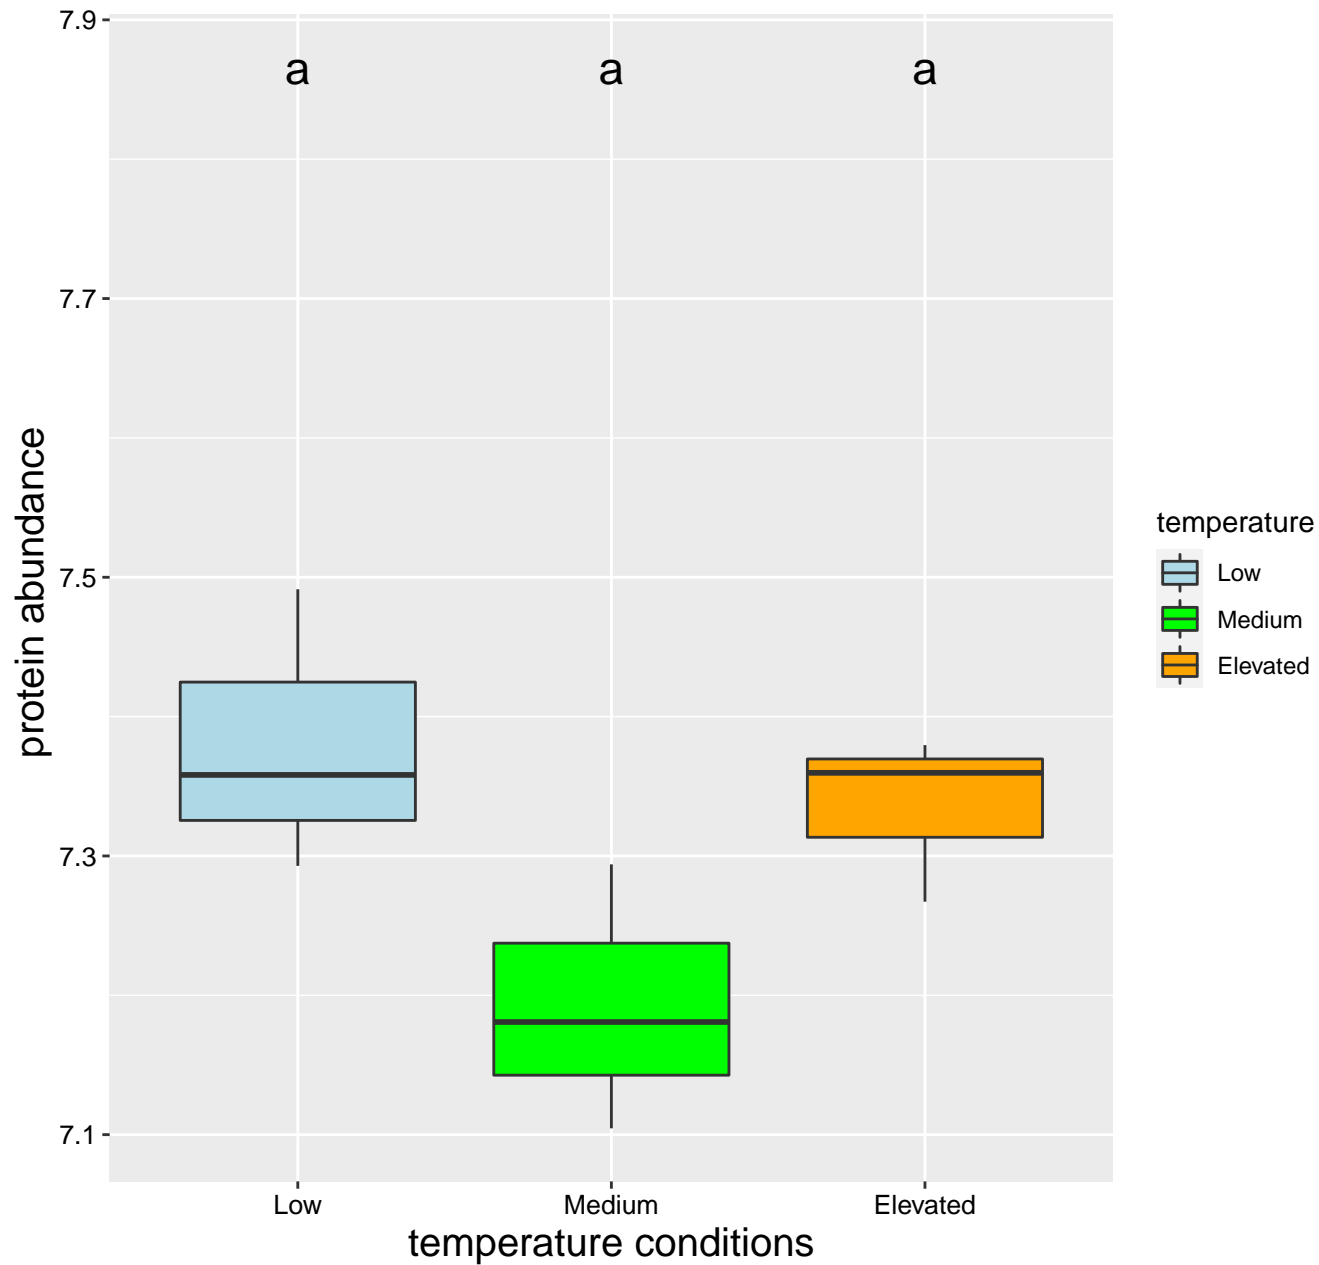 7.9
a a a
7.7
7.5
7.3
7.1
protein abundance
Low Medium Elevated
temperature conditions
temperature
Low
Medium
Elevated